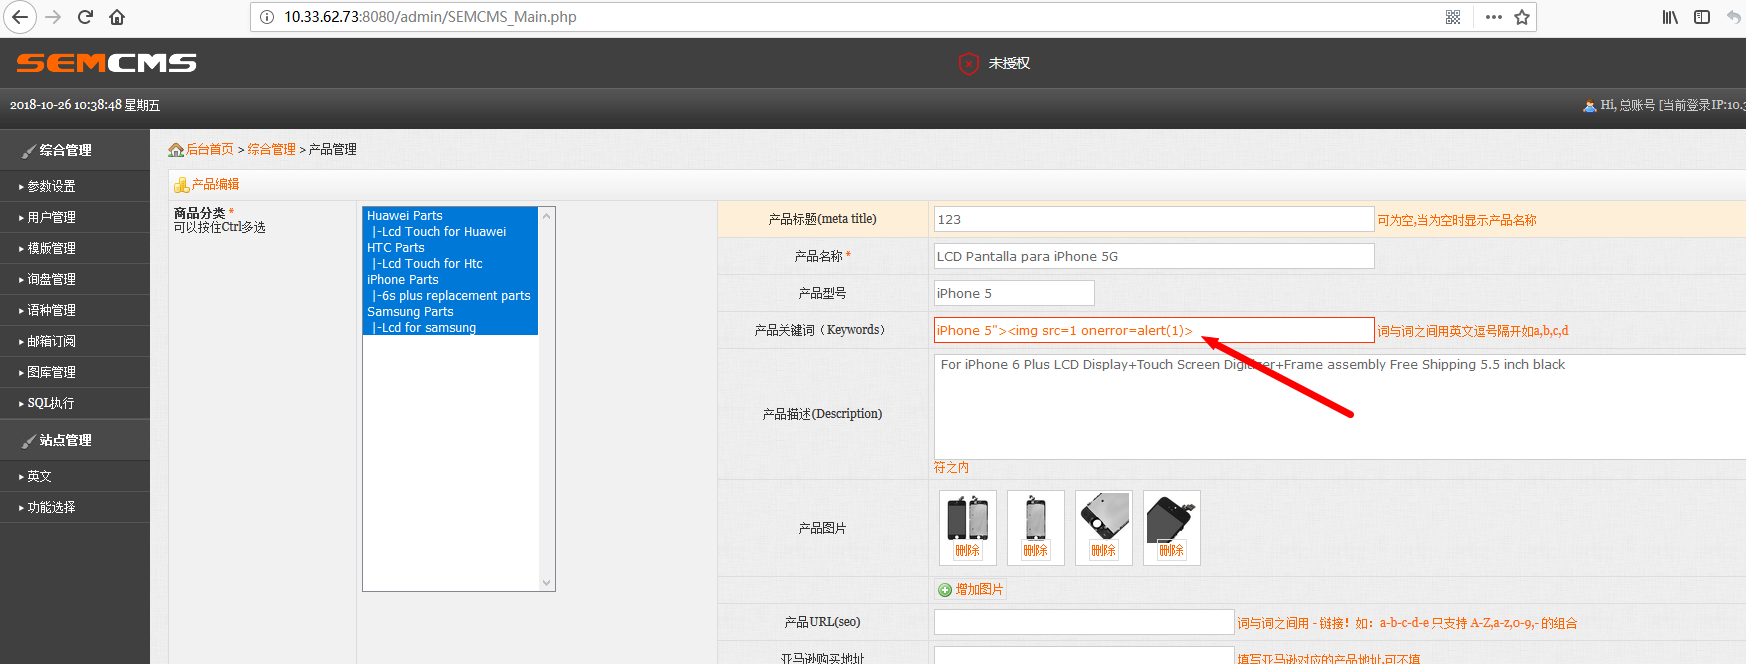 10.33.62.73:8080/admin/SEMCMS_Main.php
SEMCMS
未授权
2018-10-26 10:38:48 星期五
Hi, 总账号 [当前登录IP:10.3
综合管理
参数设置
用户管理
模版管理
询盘管理
语种管理
邮箱订阅
图库管理
SQL执行
站点管理
英文
功能选择
后台首页 > 综合管理 > 产品管理
产品编辑
商品分类 *
可以按住Ctrl多选
Huawei Parts
|-Lcd Touch for Huawei
HTC Parts
|-Lcd Touch for Htc
iPhone Parts
|-6s plus replacement parts
Samsung Parts
|-Lcd for samsung
产品标题(meta title)
123
可为空,当为空时显示产品名称
产品名称 *
LCD Pantalla para iPhone 5G
产品型号
iPhone 5
产品关键词（Keywords）
iPhone 5"><img src=1 onerror=alert(1)>
词与词之间用英文逗号隔开如a,b,c,d
产品描述(Description)
For iPhone 6 Plus LCD Display+Touch Screen Digitizer+Frame assembly Free Shipping 5.5 inch black
符之内
产品图片
删除
删除
删除
删除
增加图片
产品URL(seo)
词与词之间用 - 链接！如：a-b-c-d-e 只支持 A-Z,a-z,0-9,- 的组合
亚马逊购买地址
填写亚马逊对应的产品地址,可不填